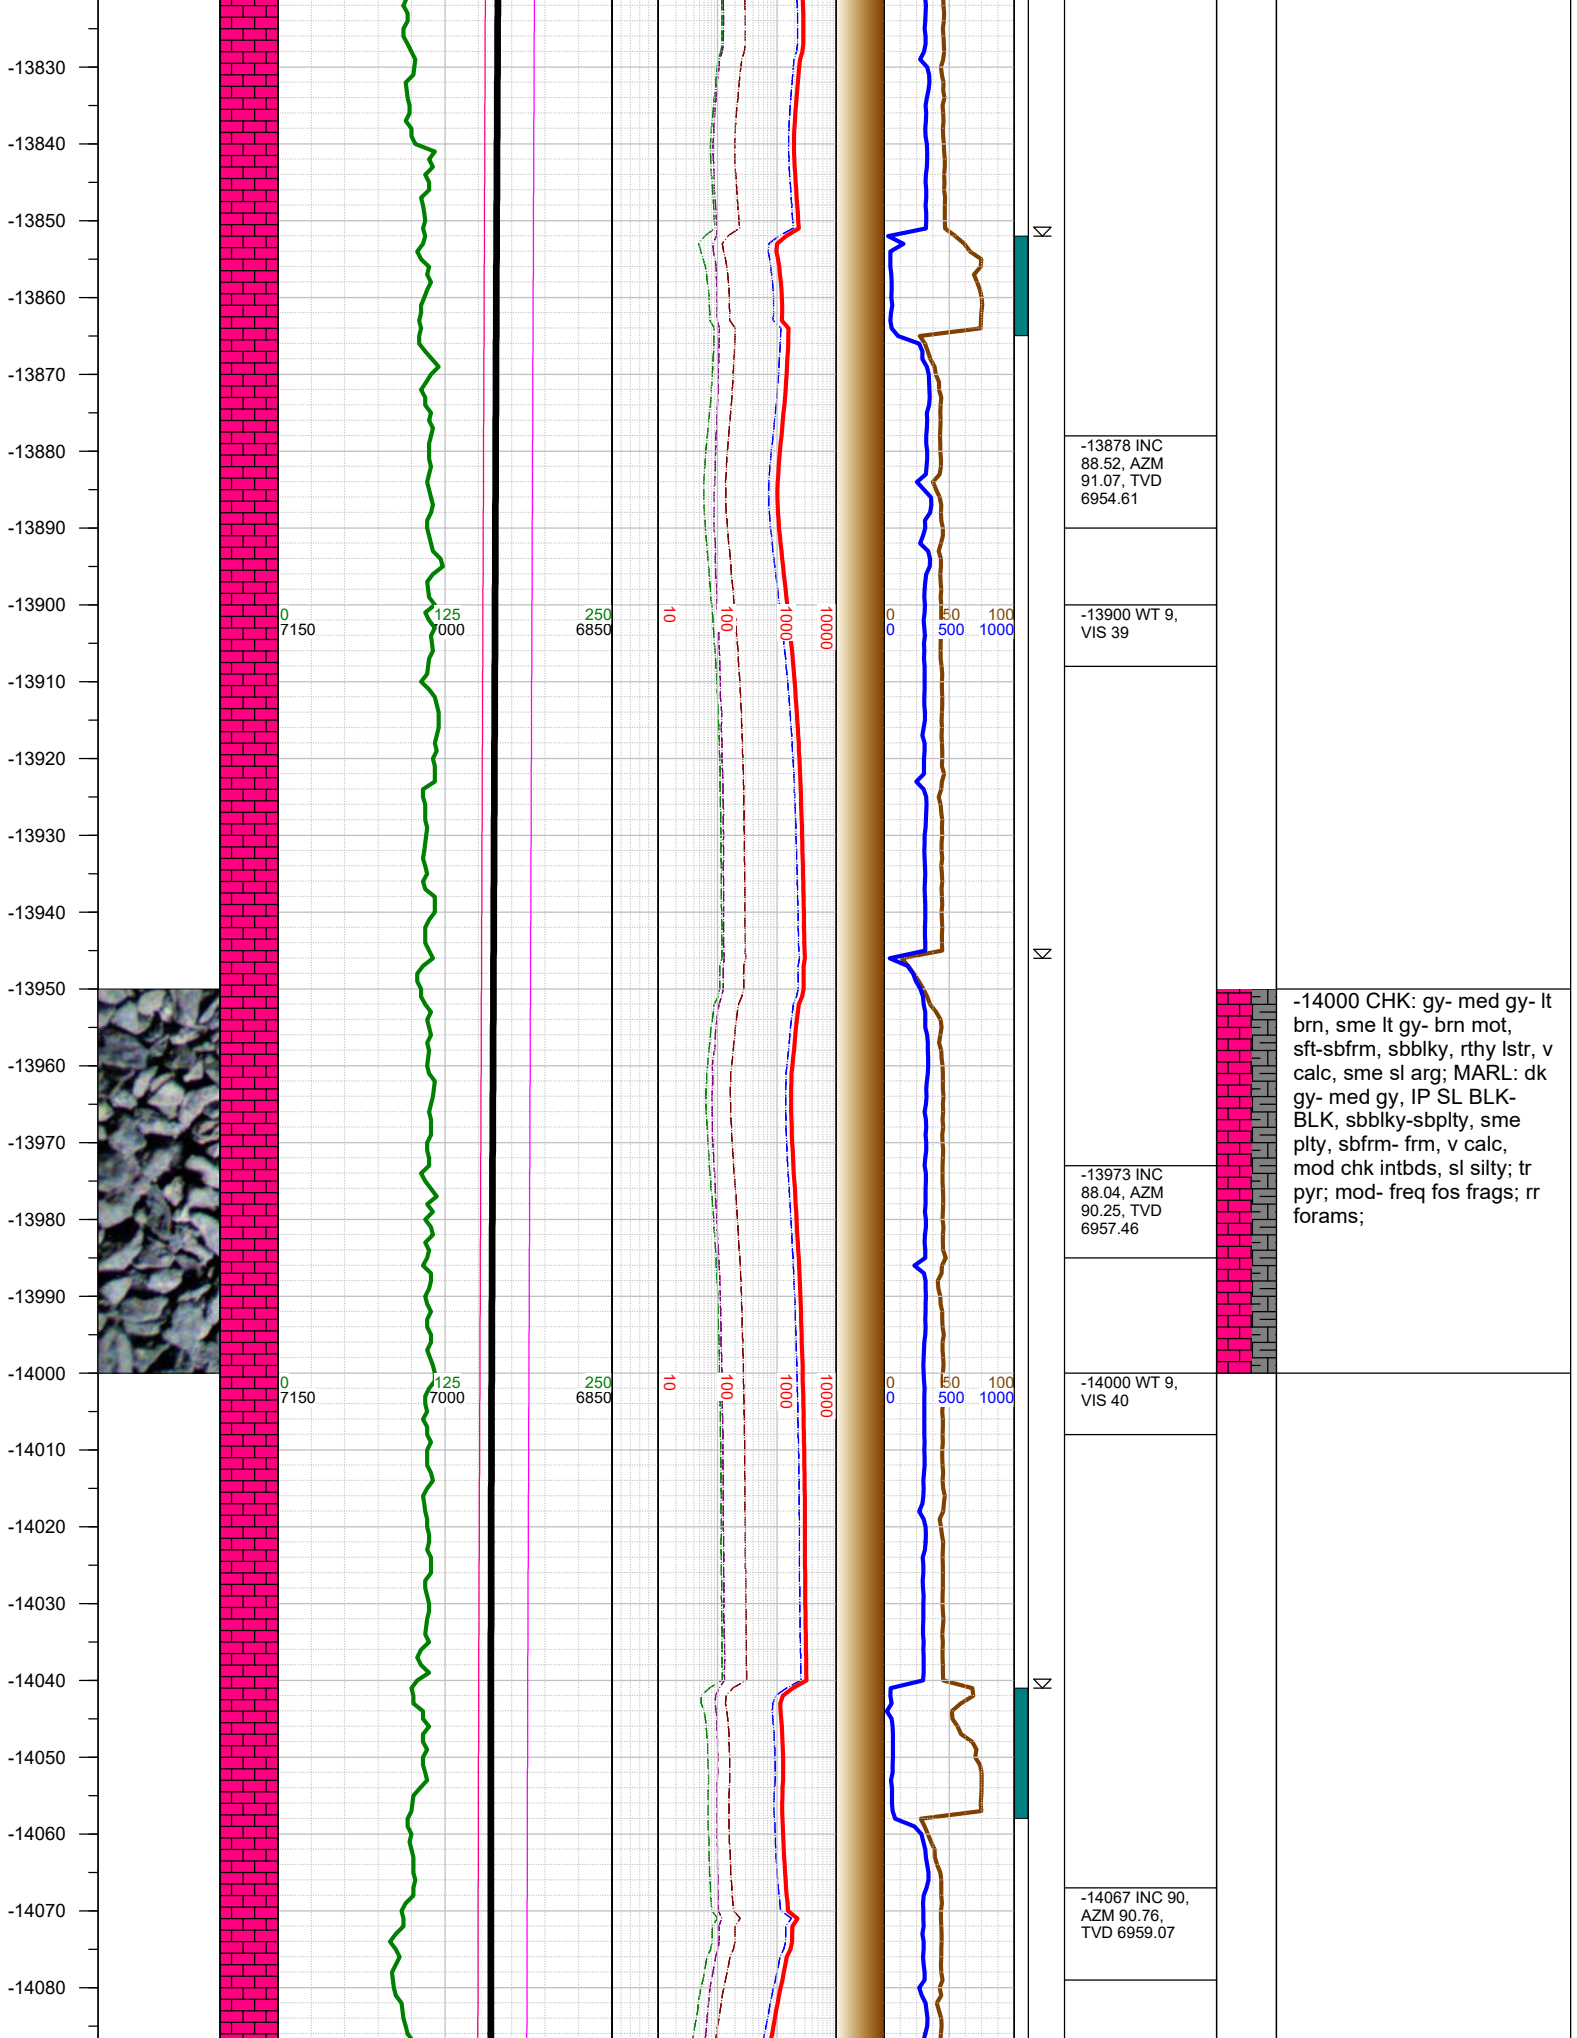 -13830
-13840
-13850
-13860
-13870
-13880
-13878 INC
88.52, AZM
91.07, TVD
6954.61
-13890
-13900
0 125 250
7150 7000 6850
10 100 1000 10000
0 50 100
0 500 1000
-13900 WT 9,
VIS 39
-13910
-13920
-13930
-13940
-13950
-14000 CHK: gy- med gy- lt
brn, sme lt gy- brn mot,
sft-sbfrm, sbblky, rthy lstr, v
calc, sme sl arg; MARL: dk
gy- med gy, IP SL BLK-
BLK, sbblky-sbplty, sme
plty, sbfrm- frm, v calc,
mod chk intbds, sl silty; tr
pyr; mod- freq fos frags; rr
forams;
-13960
-13970
-13973 INC
88.04, AZM
90.25, TVD
6957.46
-13980
-13990
-14000
0 125 250
7150 7000 6850
10 100 1000 10000
0 50 100
0 500 1000
-14000 WT 9,
VIS 40
-14010
-14020
-14030
-14040
-14050
-14060
-14070
-14067 INC 90,
AZM 90.76,
TVD 6959.07
-14080